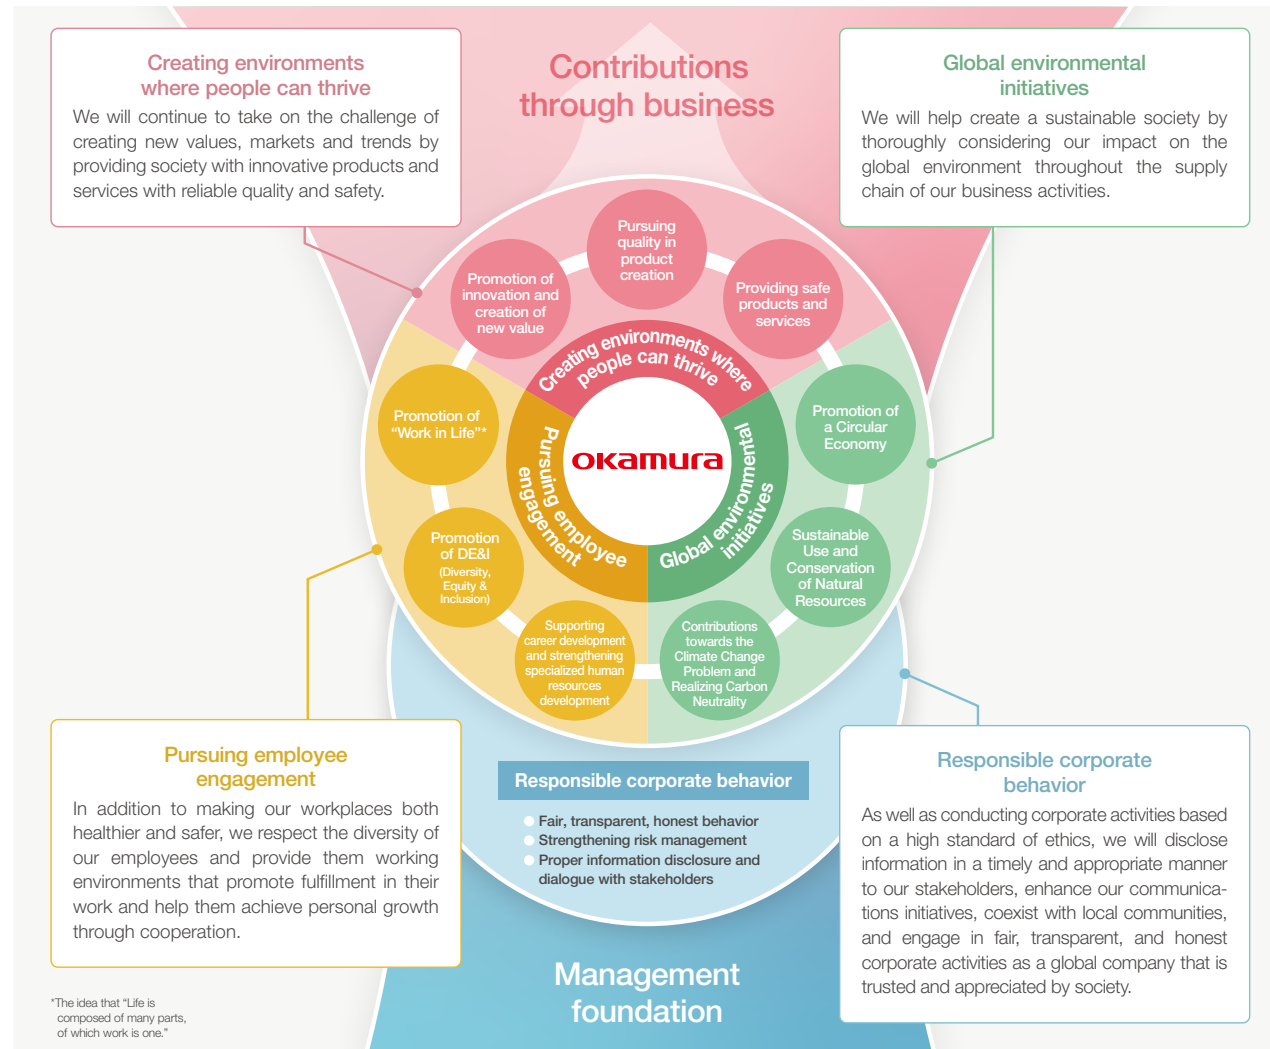 Creating environments
where people can thrive
We will continue to take on the challenge of
creating new values, markets and trends by
providing society with innovative products and
services with reliable quality and safety.
Contributions
through business
Global environmental
initiatives
We will help create a sustainable society by
thoroughly considering our impact on the
global environment throughout the supply
chain of our business activities.
Pursuing
quality in
product
creation
Promotion of
innovation and
creation of
new value
Providing safe
products and
services
Creating environments where
people can thrive
Promotion of
“Work in Life”*
Promotion of
a Circular
Economy
okamura
Pursuing employee
engagement
Global environmental
initiatives
Promotion
of DE&I
(Diversity,
Equity &
Inclusion)
Sustainable
Use and
Conservation
of Natural
Resources
Supporting
career development
and strengthening
specialized human
resources
development
Contributions
towards the
Climate Change
Problem and
Realizing Carbon
Neutrality
Pursuing employee
engagement
In addition to making our workplaces both
healthier and safer, we respect the diversity of
our employees and provide them working
environments that promote fulfillment in their
work and help them achieve personal growth
through cooperation.
Responsible corporate behavior
Fair, transparent, honest behavior
Strengthening risk management
Proper information disclosure and
dialogue with stakeholders
Responsible corporate
behavior
As well as conducting corporate activities based
on a high standard of ethics, we will disclose
information in a timely and appropriate manner
to our stakeholders, enhance our communica-
tions initiatives, coexist with local communities,
and engage in fair, transparent, and honest
corporate activities as a global company that is
trusted and appreciated by society.
Management
foundation
*The idea that “Life is
composed of many parts,
of which work is one.”